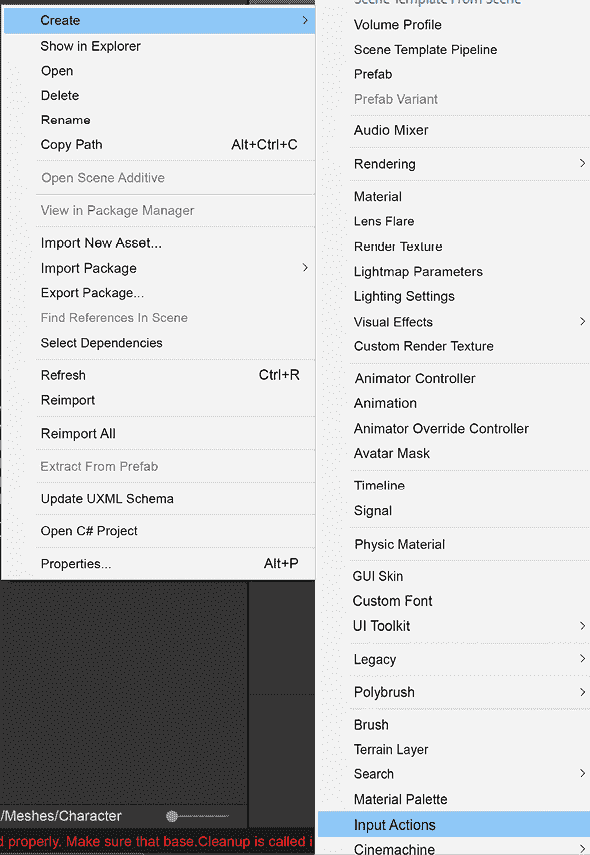 Create
Show in Explorer
Open
Delete
Rename
Copy Path Alt+Ctrl+C
Open Scene Additive
View in Package Manager
Import New Asset...
Import Package
Export Package...
Find References In Scene
Select Dependencies
Refresh Ctrl+R
Reimport
Reimport All
Extract From Prefab
Update UXML Schema
Open C# Project
Properties... Alt+P
/Meshes/Character
d properly. Make sure that base.Cleanup is called i
Scene Template From Scene
Volume Profile
Scene Template Pipeline
Prefab
Prefab Variant
Audio Mixer
Rendering
Material
Lens Flare
Render Texture
Lightmap Parameters
Lighting Settings
Visual Effects
Custom Render Texture
Animator Controller
Animation
Animator Override Controller
Avatar Mask
Timeline
Signal
Physic Material
GUI Skin
Custom Font
UI Toolkit
Legacy
Polybrush
Brush
Terrain Layer
Search
Material Palette
Input Actions
Cinemachine